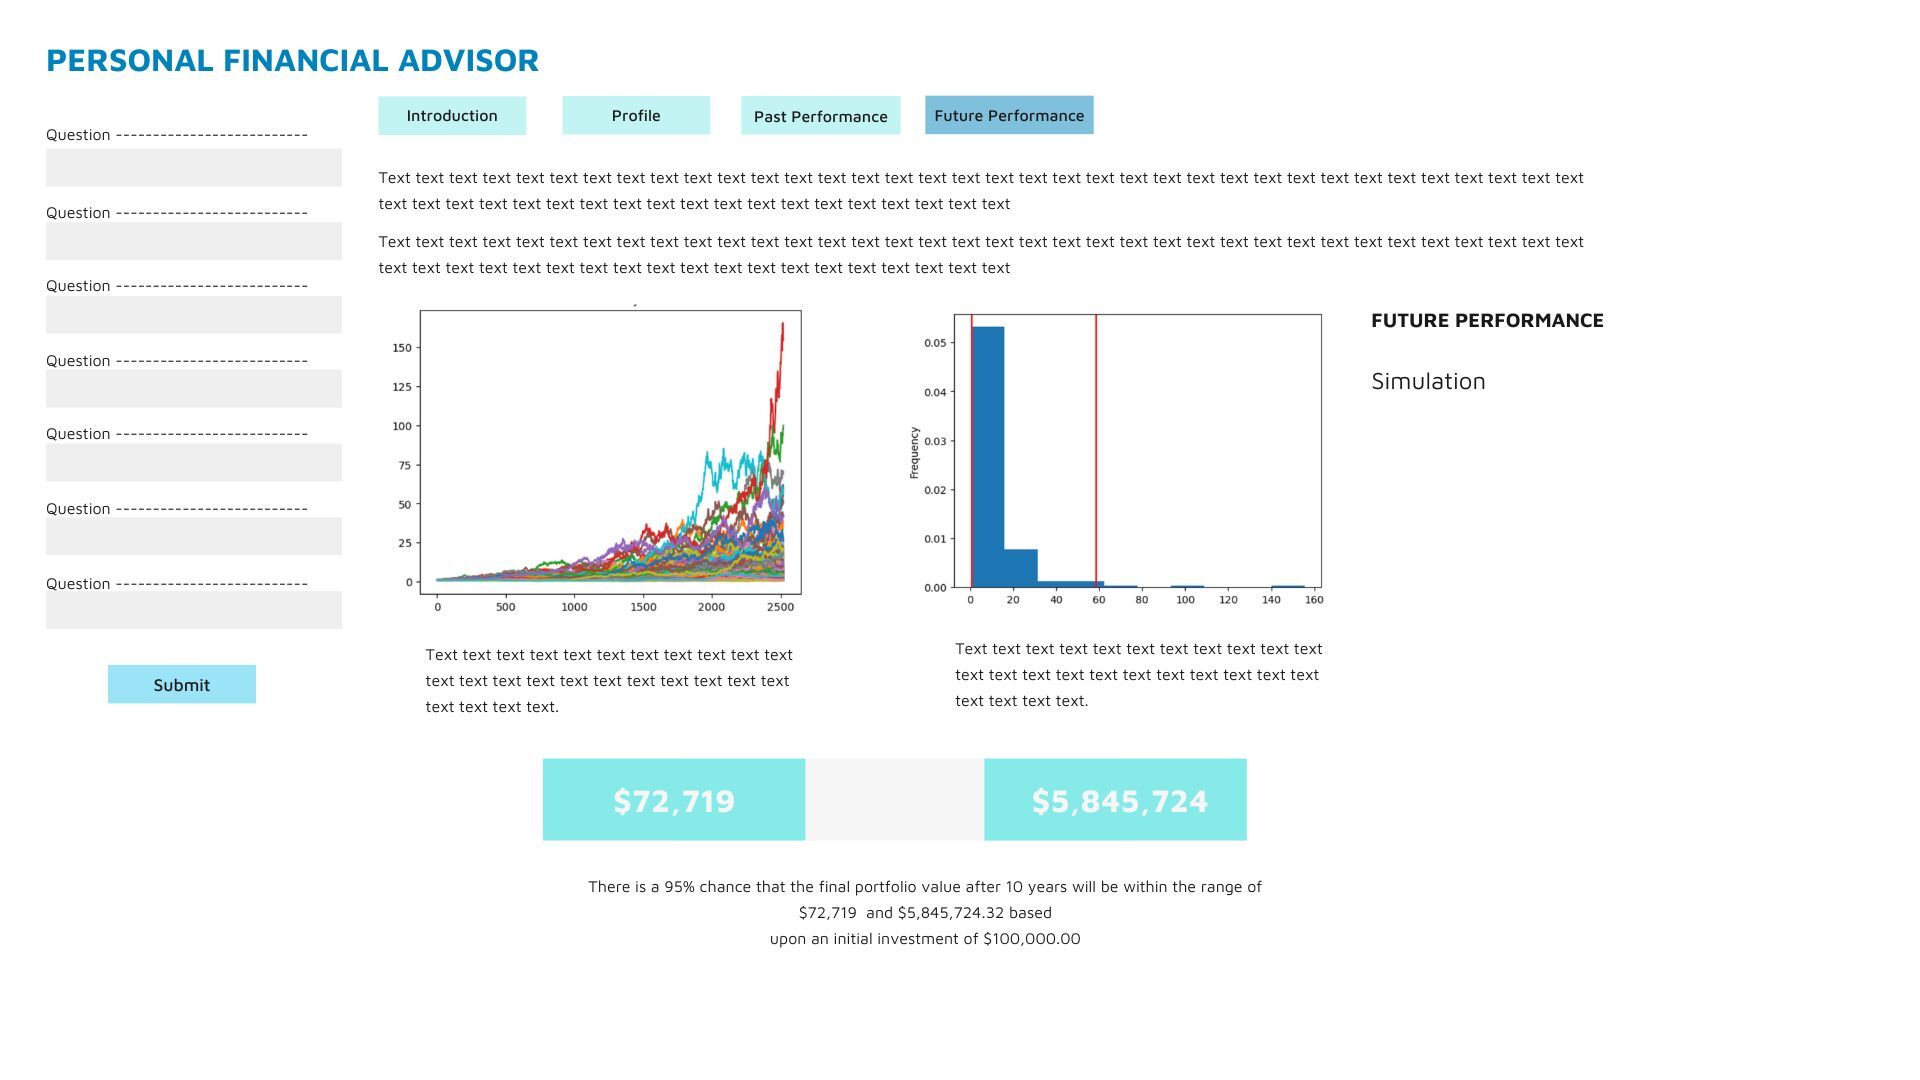 PERSONAL FINANCIAL ADVISOR
Introduction
Profile
Past Performance
Future Performance
Question --------------------------
Question --------------------------
Question --------------------------
Question --------------------------
Question --------------------------
Question --------------------------
Question --------------------------
Submit
Text text text text text text text text text text text text text text text text text text text text text text text text text text text text text text text text text text text text
text text text text text text text text text text text text text text text text text text text
Text text text text text text text text text text text text text text text text text text text text text text text text text text text text text text text text text text text text
text text text text text text text text text text text text text text text text text text text
150
125
100
75
50
25
0
0 500 1000 1500 2000 2500
Text text text text text text text text text text text
text text text text text text text text text text text
text text text text.
Frequency
0.05
0.04
0.03
0.02
0.01
0.00
0 20 40 60 80 100 120 140 160
Text text text text text text text text text text text
text text text text text text text text text text text
text text text text.
FUTURE PERFORMANCE
Simulation
$72,719
$5,845,724
There is a 95% chance that the final portfolio value after 10 years will be within the range of
$72,719 and $5,845,724.32 based
upon an initial investment of $100,000.00